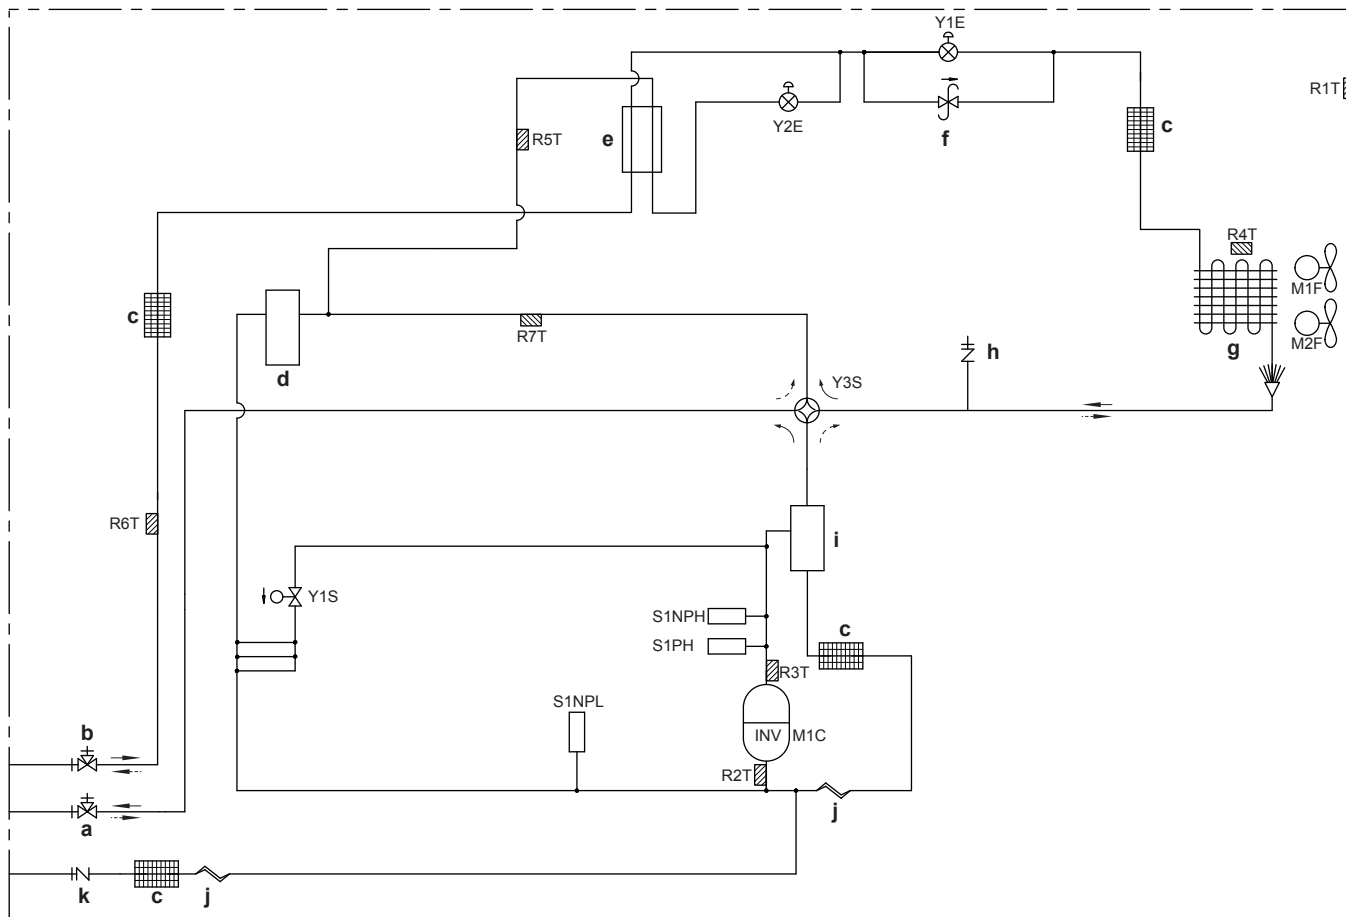 Y1E
R1T
Y2E
f
c
R5T
e
R4T
M1F
c
R7T
M2F
g
h
d
Y3S
R6T
i
Y1S
S1NPH
c
S1PH
R3T
S1NPL
b
INV
M1C
R2T
a
j
k
c
j